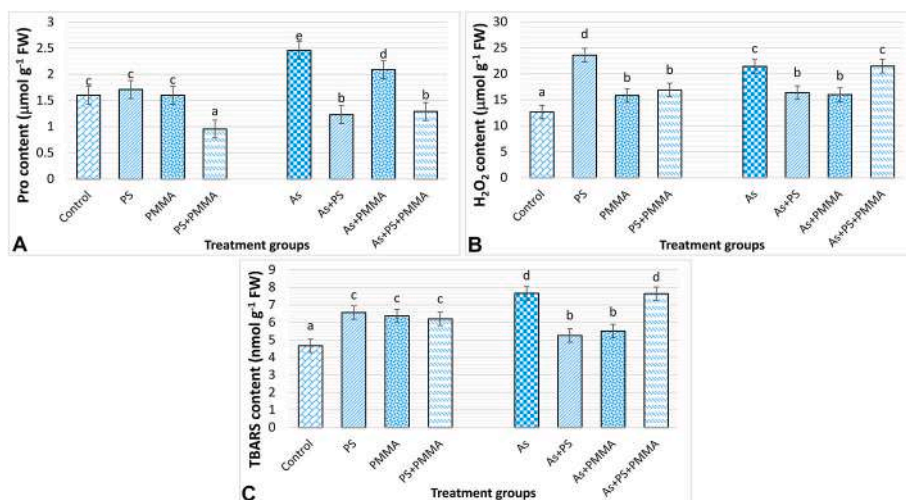 3
2.5
2
1.5
1
0.5
0
Pro content (µmol g⁻¹ FW)
c
c
c
a
e
b
d
b
Control
PS
PMMA
PS+PMMA
As
As+PS
As+PMMA
As+PS+PMMA
A
Treatment groups
30
25
20
15
10
5
0
H₂O₂ content (µmol g⁻¹ FW)
a
d
b
b
c
b
b
c
Control
PS
PMMA
PS+PMMA
As
As+PS
As+PMMA
As+PS+PMMA
B
Treatment groups
9
8
7
6
5
4
3
2
1
0
TBARS content (nmol g⁻¹ FW)
a
c
c
c
d
b
b
d
Control
PS
PMMA
PS+PMMA
As
As+PS
As+PMMA
As+PS+PMMA
C
Treatment groups